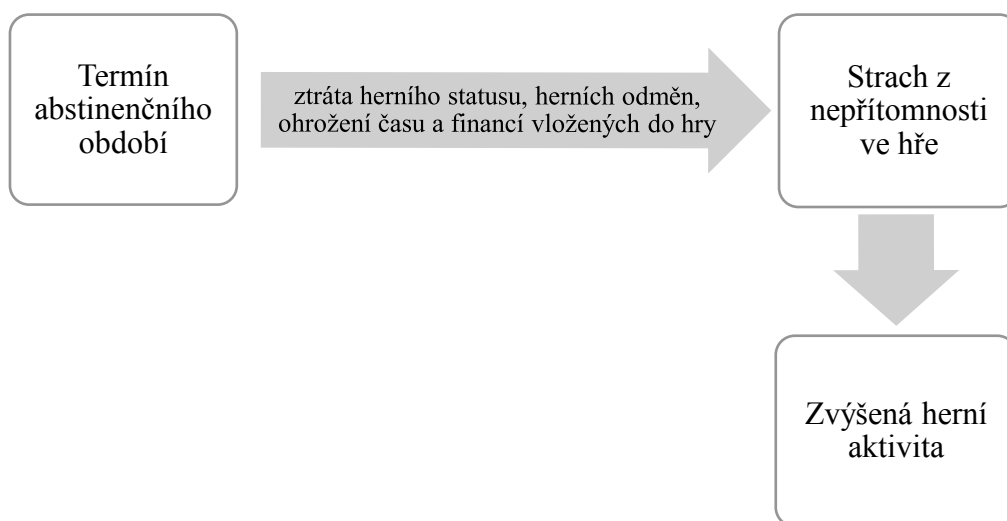 Termín
abstinenčního
období
ztráta herního statusu, herních odměn,
ohrožení času a financí vložených do hry
Strach z
nepřítomnosti
ve hře
Zvýšená herní
aktivita